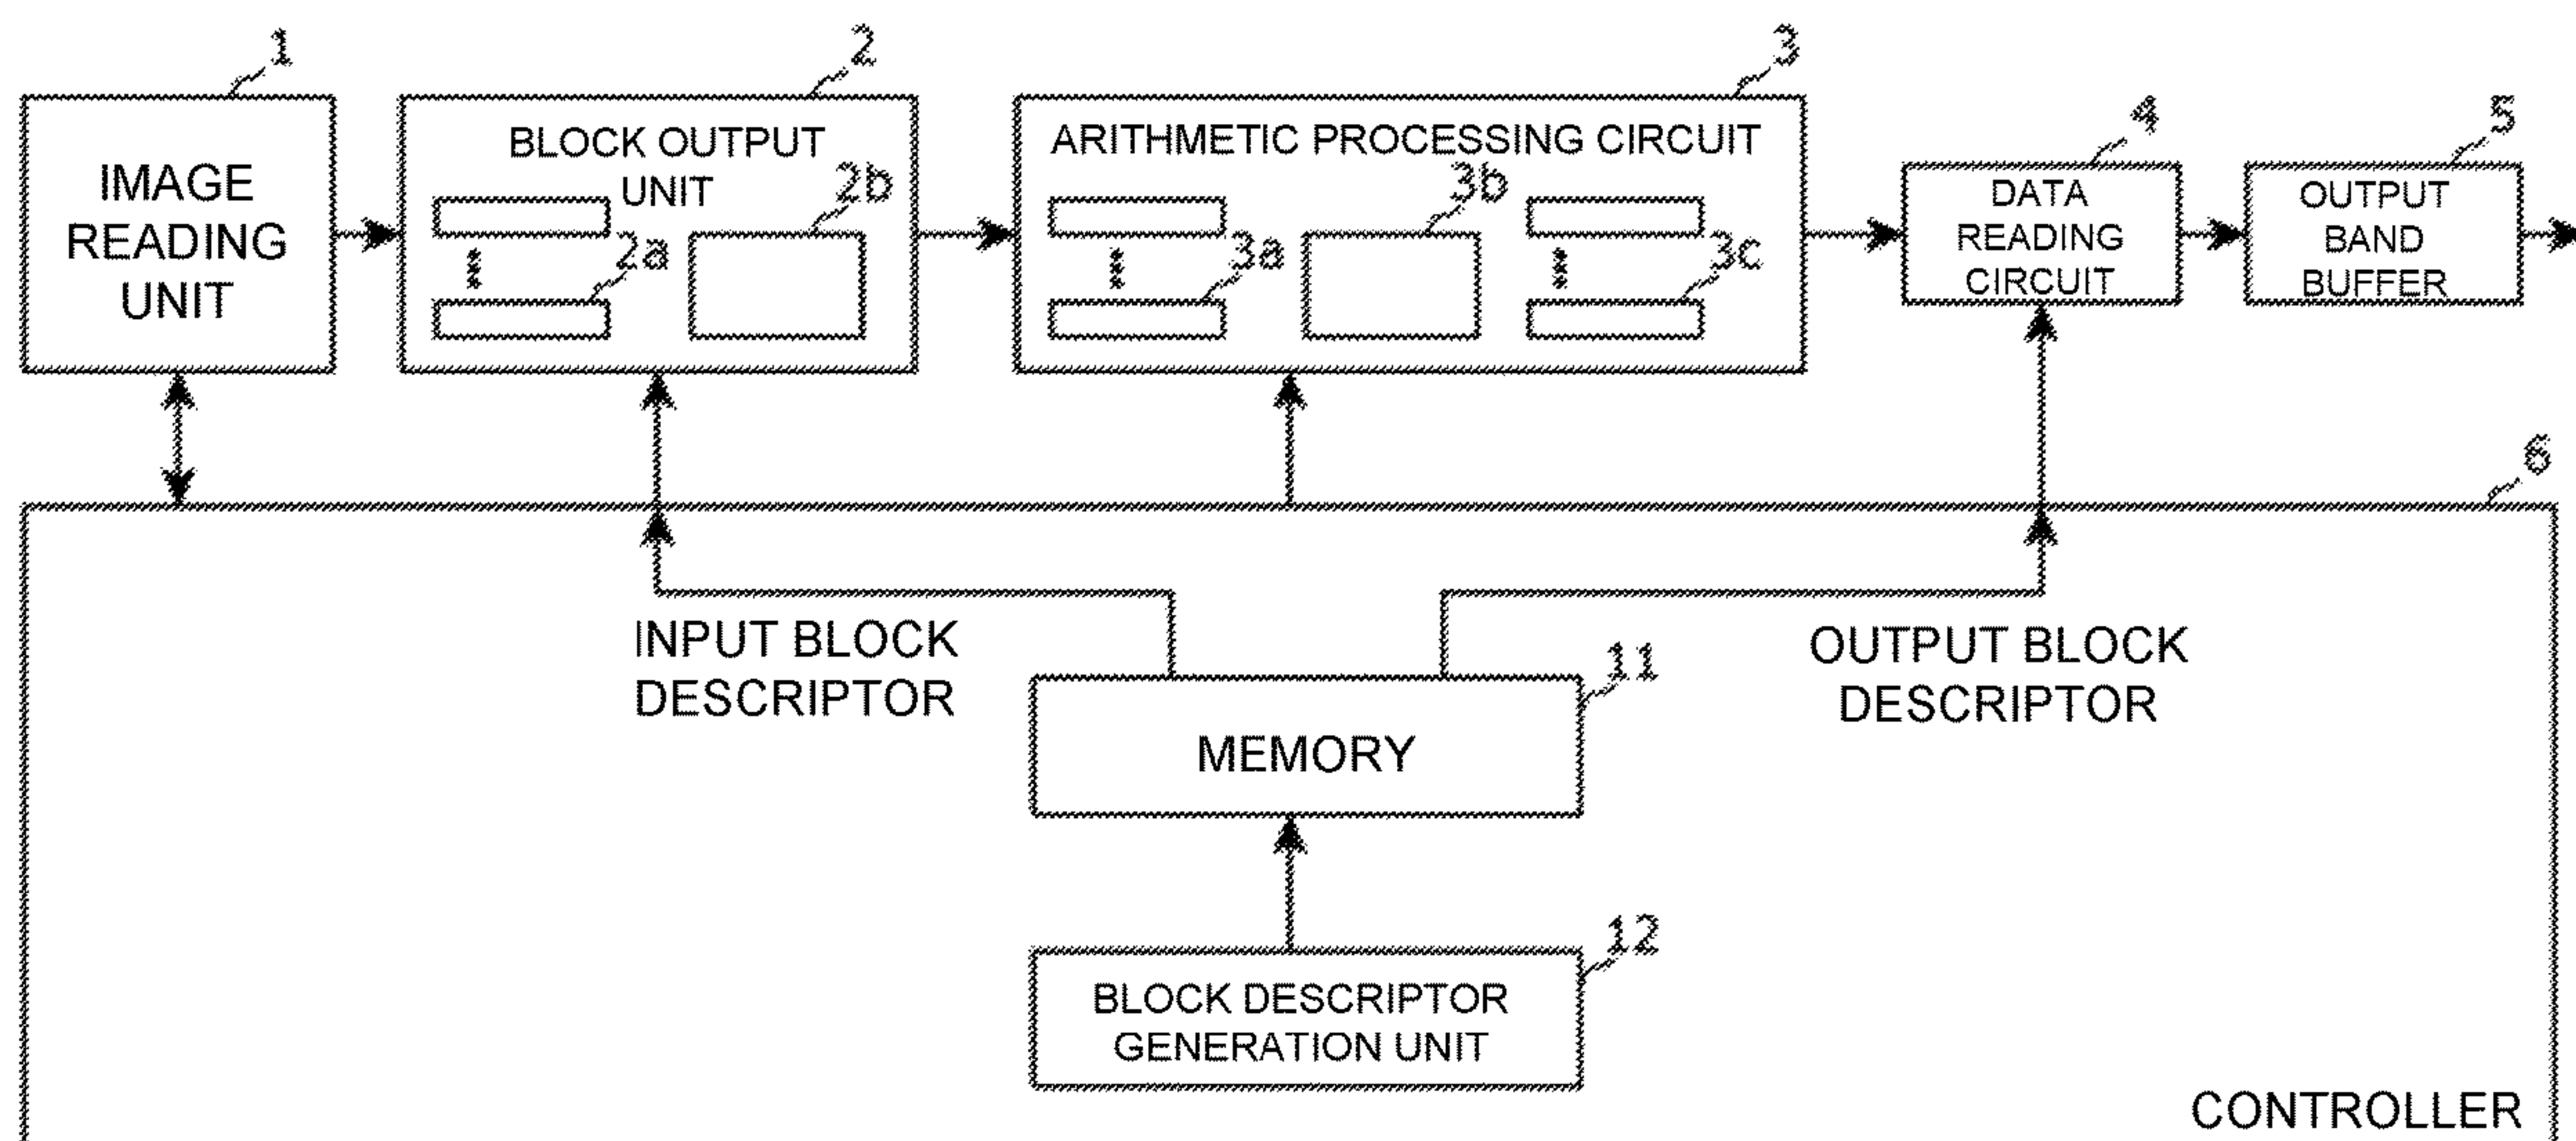 1
2
3
4
5
IMAGE
READING
UNIT
BLOCK OUTPUT
UNIT
2b
2a
ARITHMETIC PROCESSING CIRCUIT
3b
3a
3c
DATA
READING
CIRCUIT
OUTPUT
BAND
BUFFER
6
INPUT BLOCK
DESCRIPTOR
OUTPUT BLOCK
DESCRIPTOR
11
MEMORY
12
BLOCK DESCRIPTOR
GENERATION UNIT
CONTROLLER